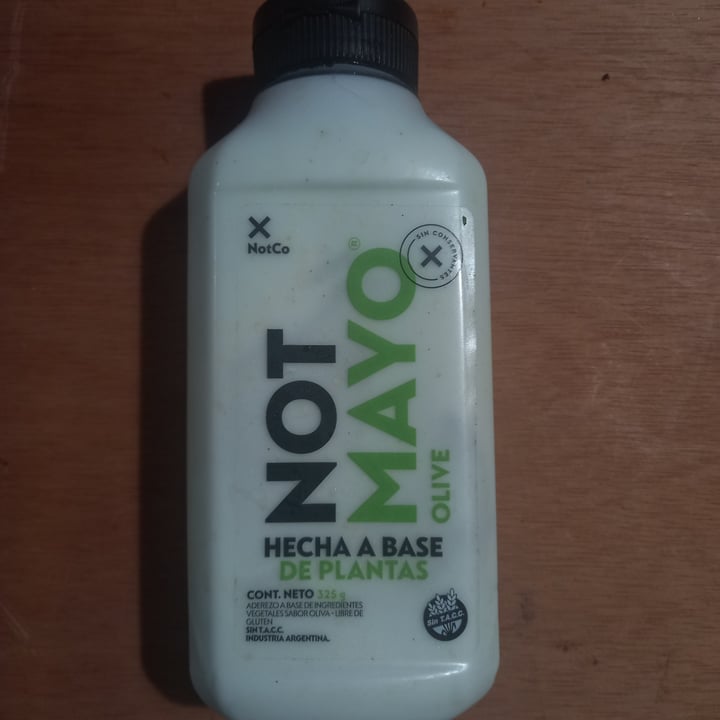 NotCo
SIN CONSERVANTES
NOT
MAYO®
OLIVE
HECHA A BASE
DE PLANTAS
CONT. NETO 325 g
ADEREZO A BASE DE INGREDIENTES
VEGETALES SABOR OLIVA - LIBRE DE
GLUTEN
SIN T.A.C.C.
INDUSTRIA ARGENTINA.
Sin T.A.C.C.